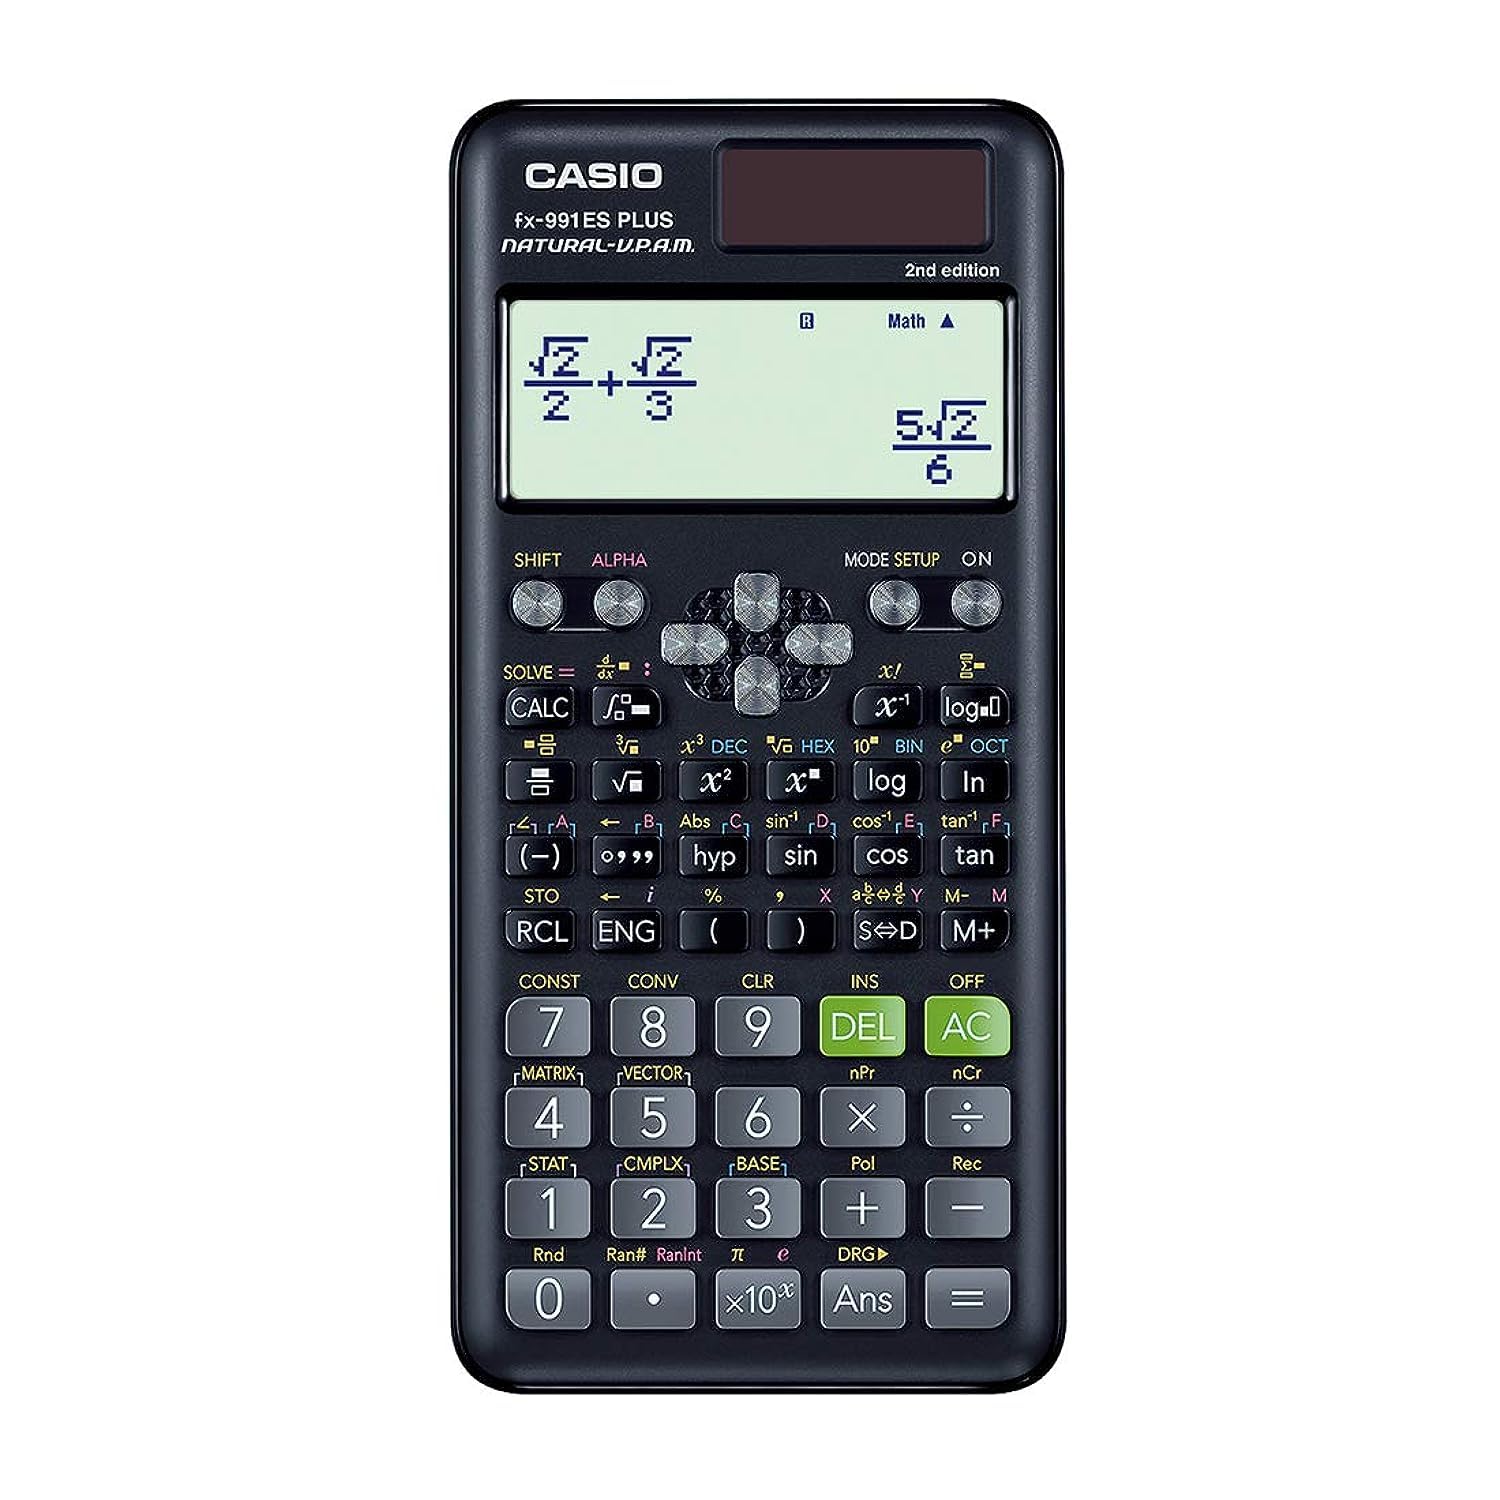 CASIO
fx-991ES PLUS
NATURAL-V.P.A.M.
2nd edition
R Math ▲
√2/2+√2/3
5√2/6
SHIFT ALPHA MODE SETUP ON
SOLVE = d/dx■ : x! Σ■
CALC ∫■ x⁻¹ log■□
■■/□ ³√■ x³ DEC ■√□ HEX 10■ BIN e■ OCT
■/□ √■ x² x■ log ln
∠ A ← B Abs C sin⁻¹ D cos⁻¹ E tan⁻¹ F
(−) °,,, hyp sin cos tan
STO ← i % , X a b/c⇔d/c Y M- M
RCL ENG ( ) S⇔D M+
CONST CONV CLR INS OFF
7 8 9 DEL AC
MATRIX VECTOR nPr nCr
4 5 6 × ÷
STAT CMPLX BASE Pol Rec
1 2 3 + −
Rnd Ran# RanInt π e DRG▶
0 . ×10ˣ Ans =